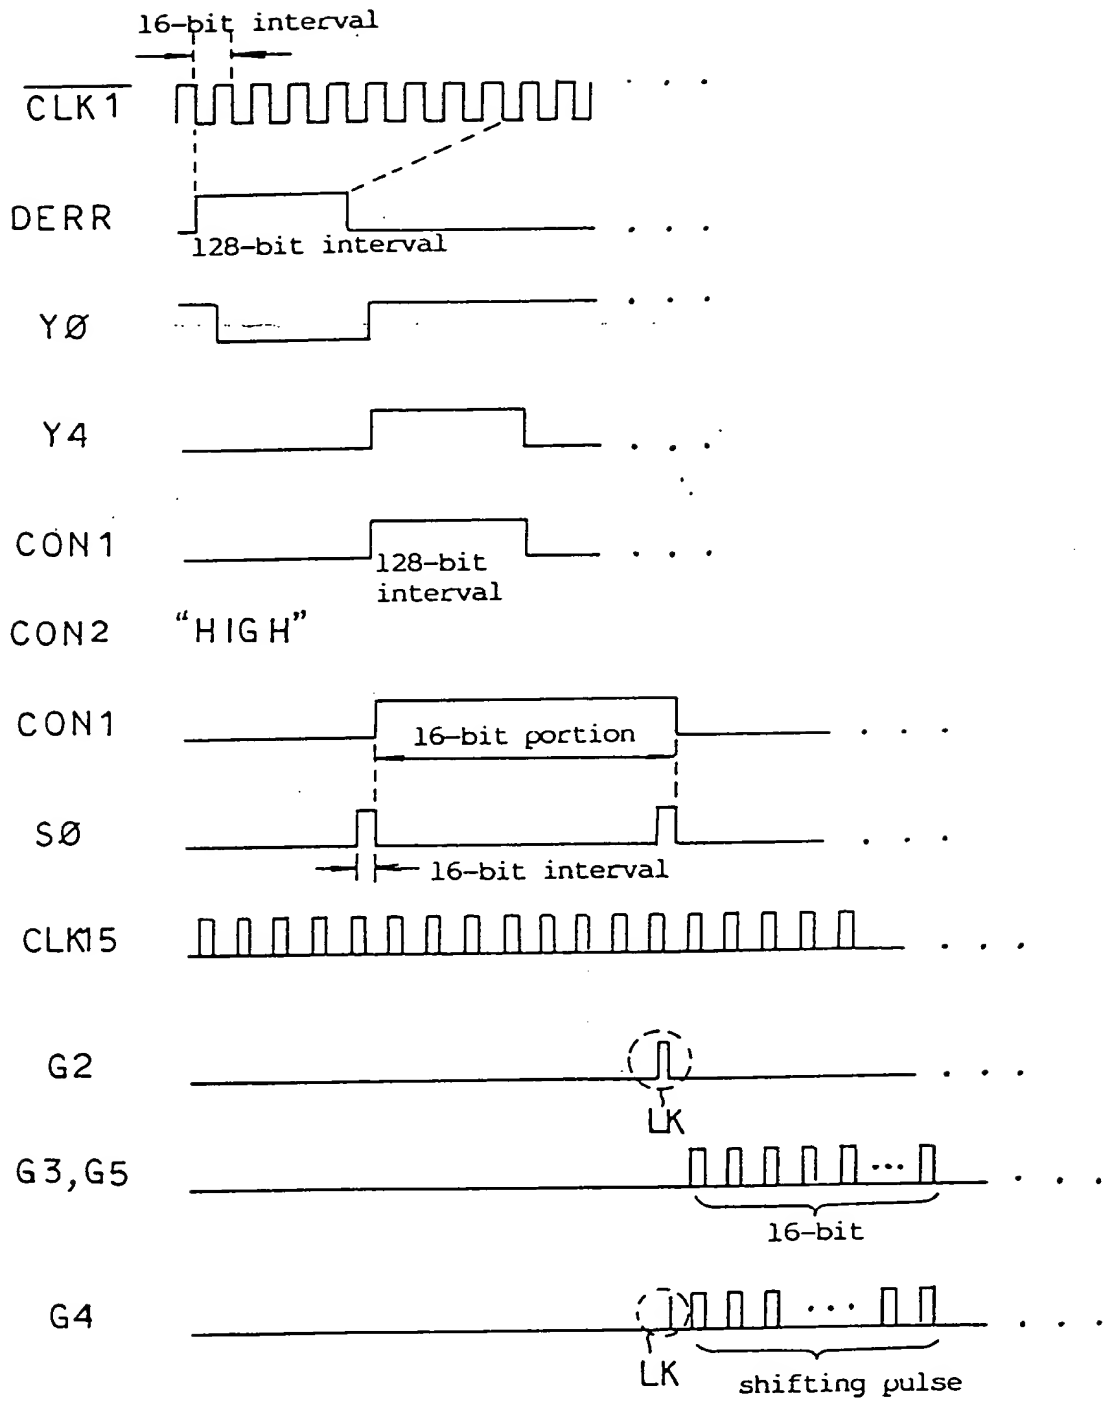 16-bit interval
CLK1
DERR
128-bit interval
YØ
Y4
CON1
128-bit
interval
CON2 "HIGH"
CON1
16-bit portion
SØ
16-bit interval
CLK15
G2
LK
G3,G5
16-bit
G4
LK
shifting pulse